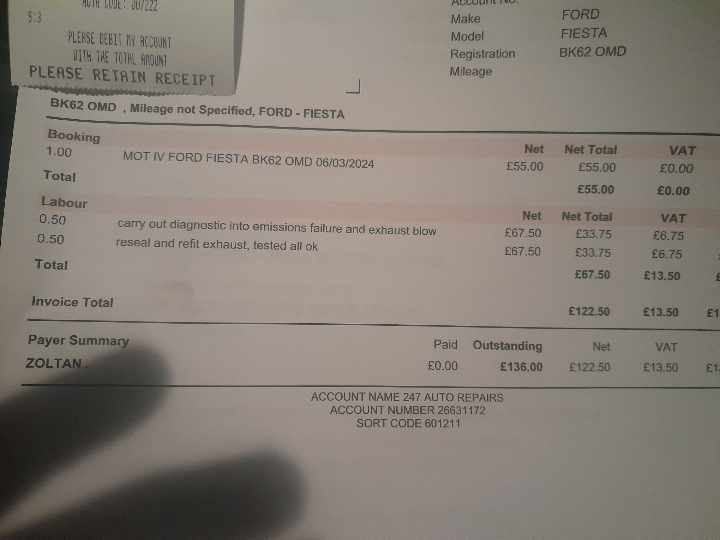 AUTH CODE: 307222
5:3
PLEASE DEBIT MY ACCOUNT
WITH THE TOTAL AMOUNT
PLEASE RETAIN RECEIPT
Account No.
Make FORD
Model FIESTA
Registration BK62 OMD
Mileage
BK62 OMD , Mileage not Specified, FORD - FIESTA
Booking Net Net Total VAT
1.00 MOT IV FORD FIESTA BK62 OMD 06/03/2024 £55.00 £55.00 £0.00
Total £55.00 £0.00
Labour Net Net Total VAT
0.50 carry out diagnostic into emissions failure and exhaust blow £67.50 £33.75 £6.75
0.50 reseal and refit exhaust, tested all ok £67.50 £33.75 £6.75
Total £67.50 £13.50 £
Invoice Total £122.50 £13.50 £1
Payer Summary Paid Outstanding Net VAT
ZOLTAN . £0.00 £136.00 £122.50 £13.50 £1
ACCOUNT NAME 247 AUTO REPAIRS
ACCOUNT NUMBER 26631172
SORT CODE 601211